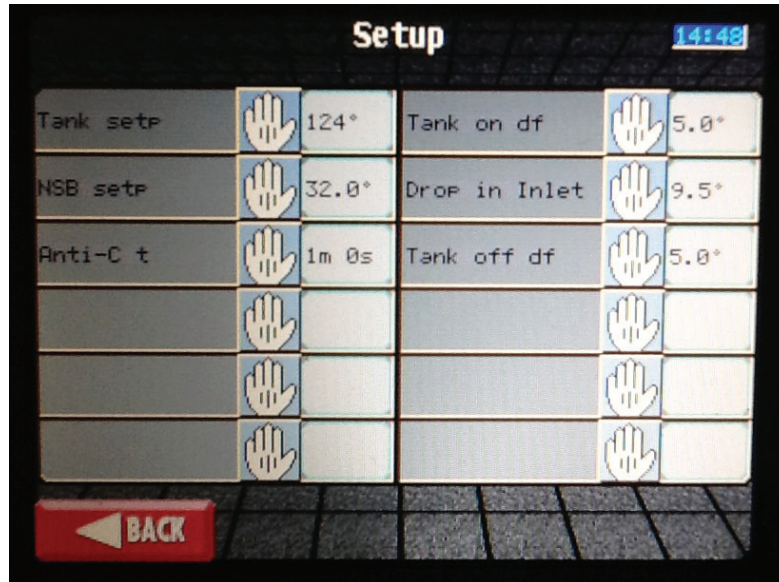 Setup
14:48
Tank setp 124° Tank on df 5.0°
NSB setp 32.0° Drop in Inlet 9.5°
Anti-C t 1m 0s Tank off df 5.0°
BACK